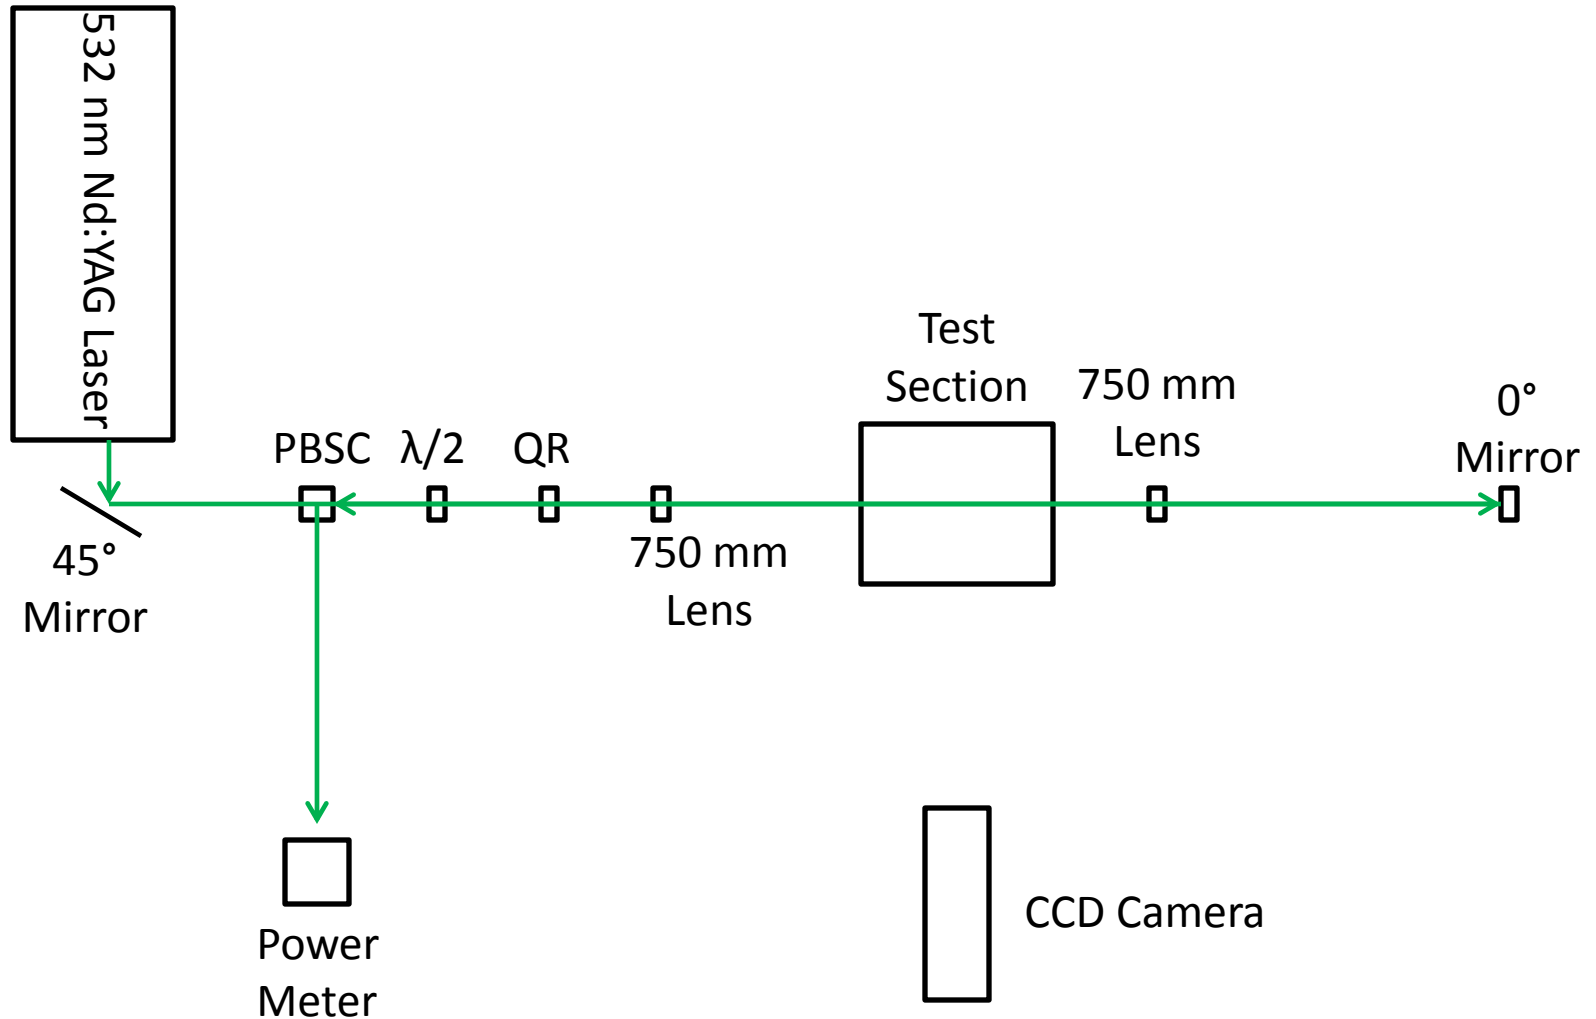 532 nm Nd:YAG Laser
Test
Section
750 mm
Lens
0°
Mirror
PBSC
λ/2
QR
750 mm
Lens
45°
Mirror
CCD Camera
Power
Meter